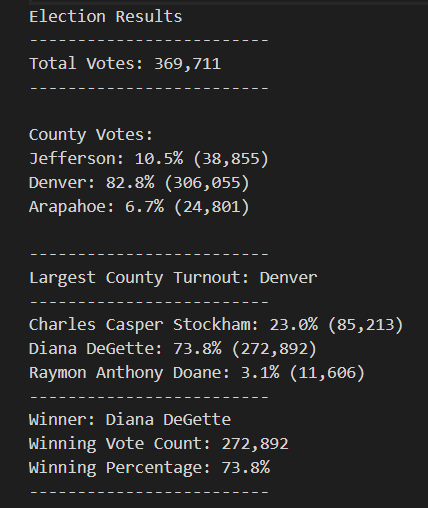 Election Results
-------------------------
Total Votes: 369,711
-------------------------
County Votes:
Jefferson: 10.5% (38,855)
Denver: 82.8% (306,055)
Arapahoe: 6.7% (24,801)
-------------------------
Largest County Turnout: Denver
-------------------------
Charles Casper Stockham: 23.0% (85,213)
Diana DeGette: 73.8% (272,892)
Raymon Anthony Doane: 3.1% (11,606)
-------------------------
Winner: Diana DeGette
Winning Vote Count: 272,892
Winning Percentage: 73.8%
-------------------------